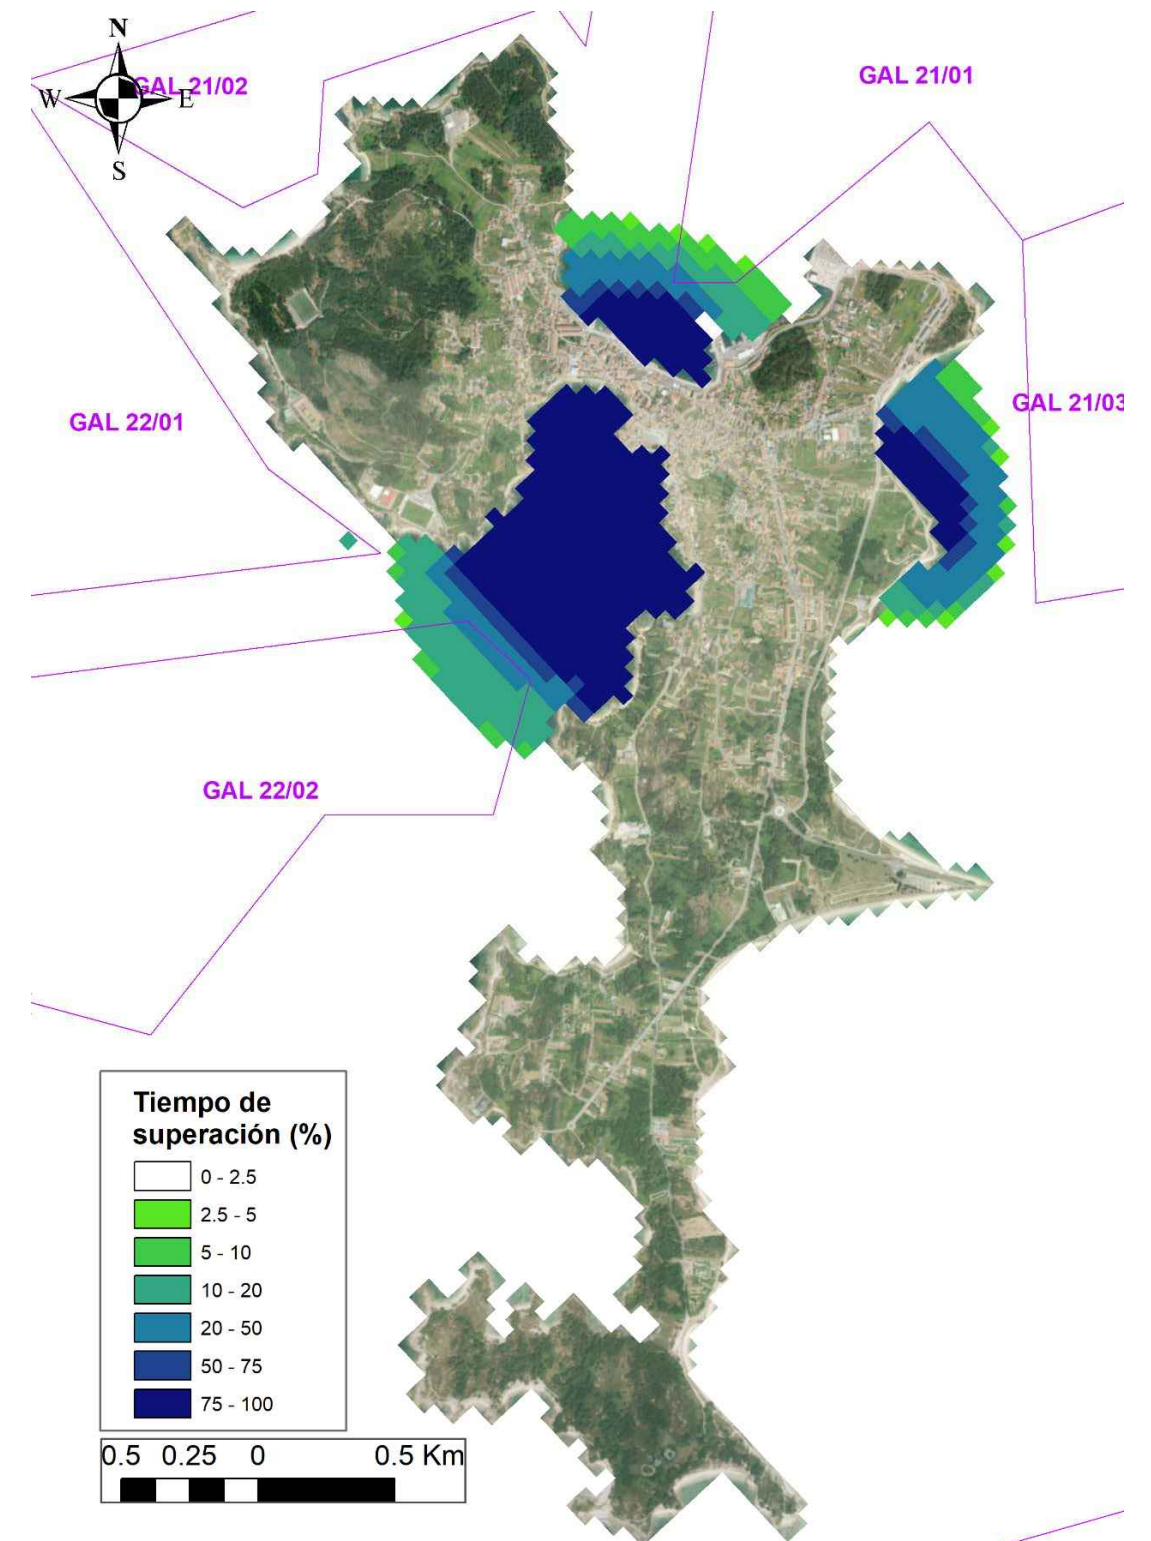 N
W
E
S
GAL 21/02
GAL 21/01
GAL 22/01
GAL 21/03
GAL 22/02
Tiempo de
superación (%)
0 - 2.5
2.5 - 5
5 - 10
10 - 20
20 - 50
50 - 75
75 - 100
0.5 0.25 0 0.5 Km